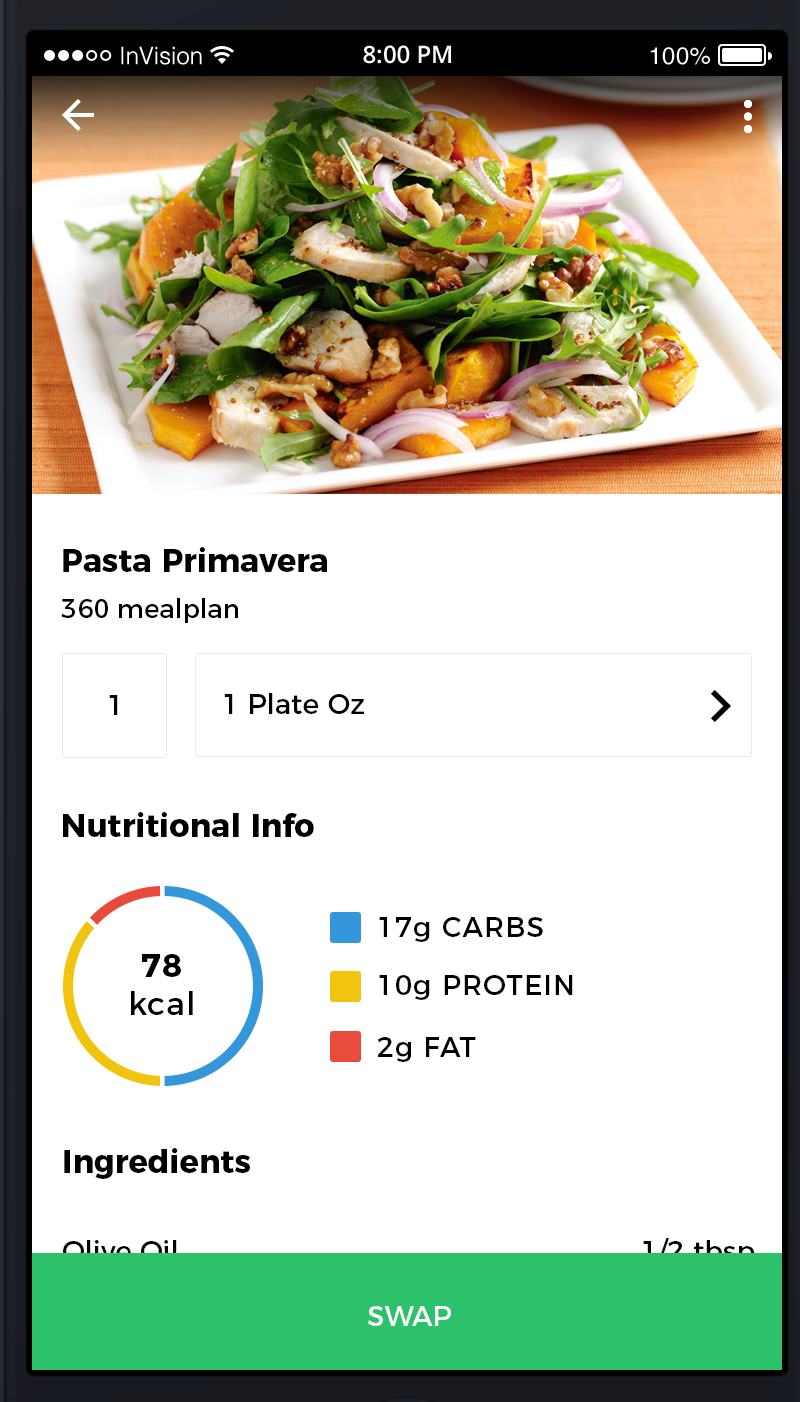 InVision 8:00 PM 100%
Pasta Primavera
360 mealplan
1 1 Plate Oz
Nutritional Info
78
kcal
17g CARBS
10g PROTEIN
2g FAT
Ingredients
Olive Oil 1/2 tbsp
SWAP